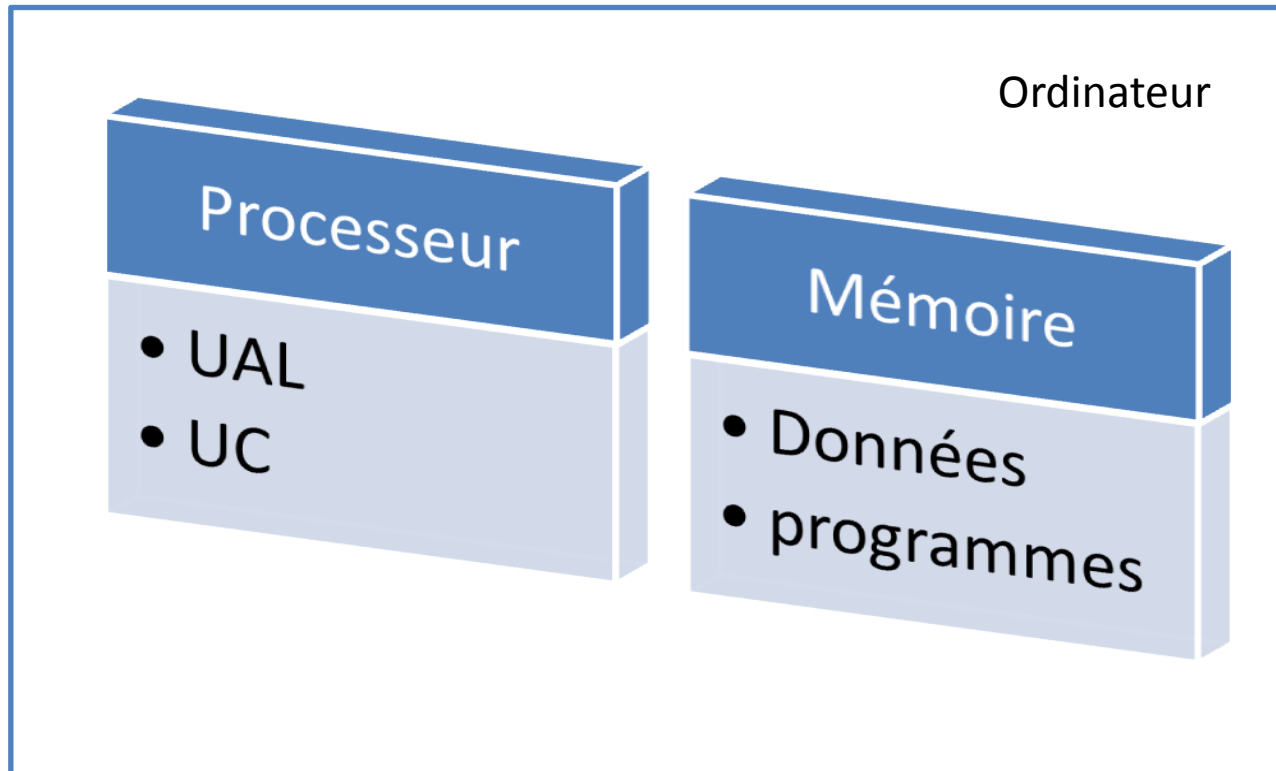 Ordinateur
Processeur
• UAL
• UC
Mémoire
• Données
• programmes